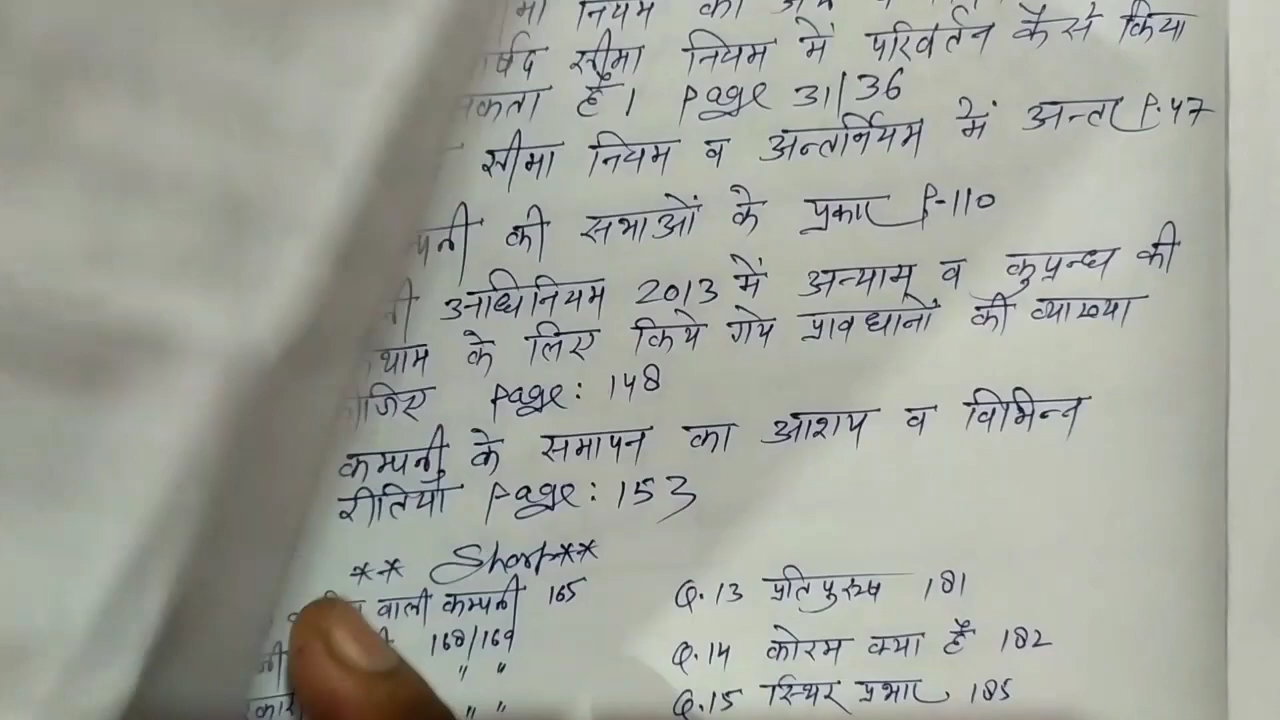 नियम
सीमा नियम में परिवर्तन कैसे किया
है। Page 31/36
सीमा नियम व अन्तर्नियम में अन्तर P.47
की सभाओं के प्रकार P-110
अधिनियम 2013 में अन्याय व कुप्रन्ध की
के लिए किये गये प्रावधानों की व्याख्या
Page: 148
कम्पनी के समापन का आशय व विभिन्न
रीतियाँ Page: 153
** Short**
वाली कम्पनी 165
168/169
" "
" "
Q.13 प्रतिपुरुष 181
Q.14 कोरम क्या है 182
Q.15 स्थिर प्रभार 185